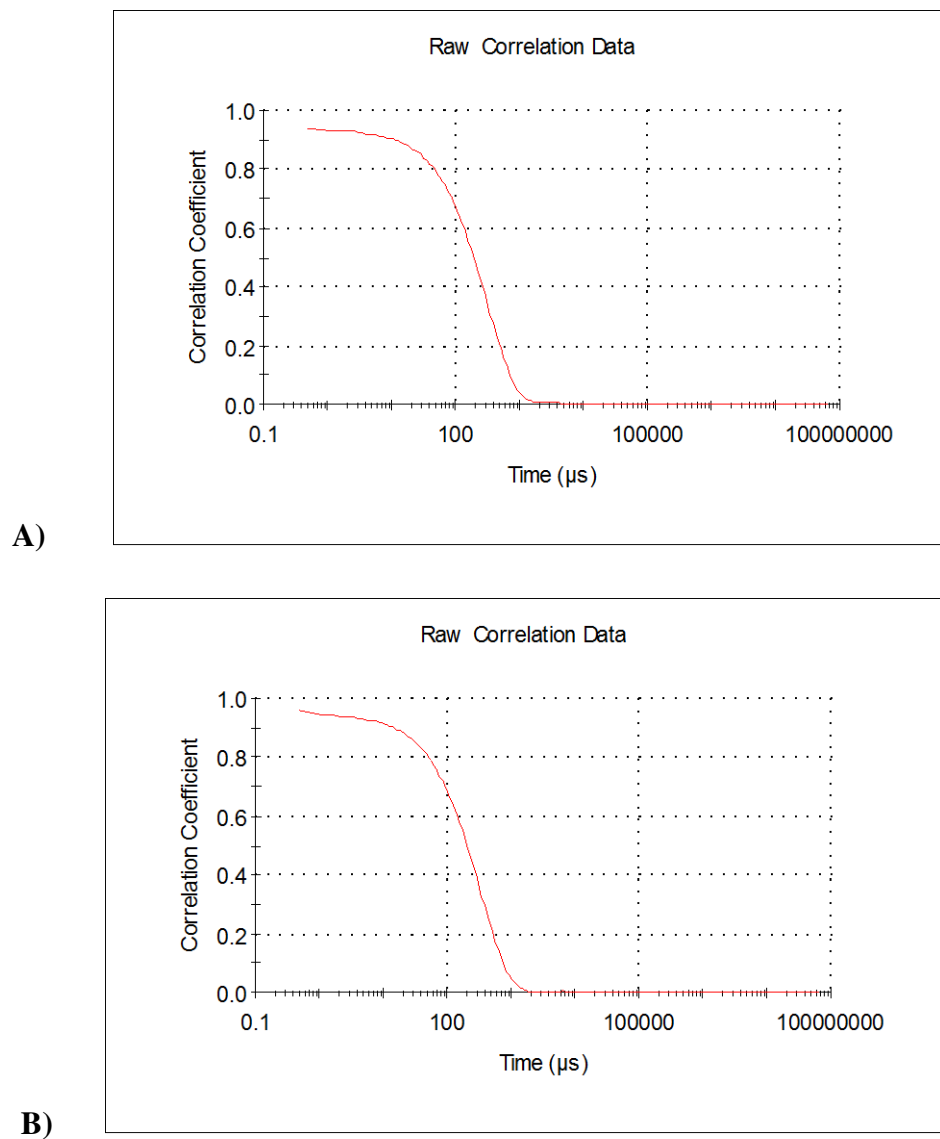 Raw Correlation Data
1.0
0.8
0.6
0.4
0.2
0.0
Correlation Coefficient
0.1 100 100000 100000000
Time (µs)
A)
Raw Correlation Data
1.0
0.8
0.6
0.4
0.2
0.0
Correlation Coefficient
0.1 100 100000 100000000
Time (µs)
B)